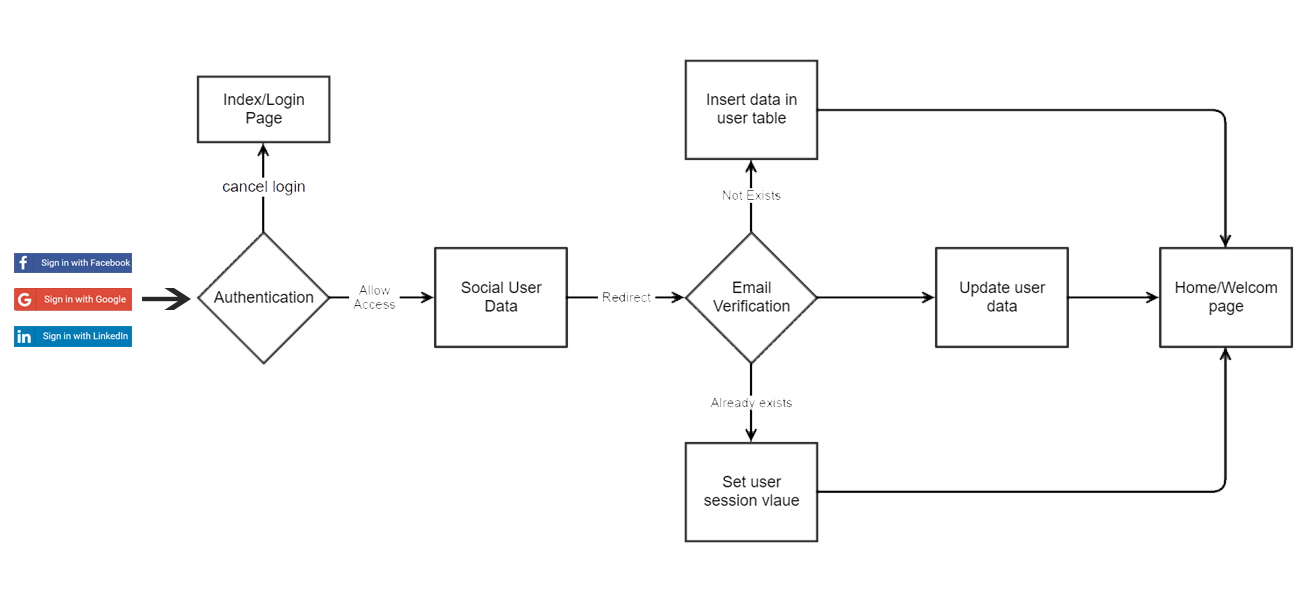 Index/Login
Page
cancel login
Sign in with Facebook
G Sign in with Google
in Sign in with LinkedIn
Authentication
Allow
Access
Social User
Data
Redirect
Email
Verification
Not Exists
Insert data in
user table
Already exists
Set user
session vlaue
Update user
data
Home/Welcom
page